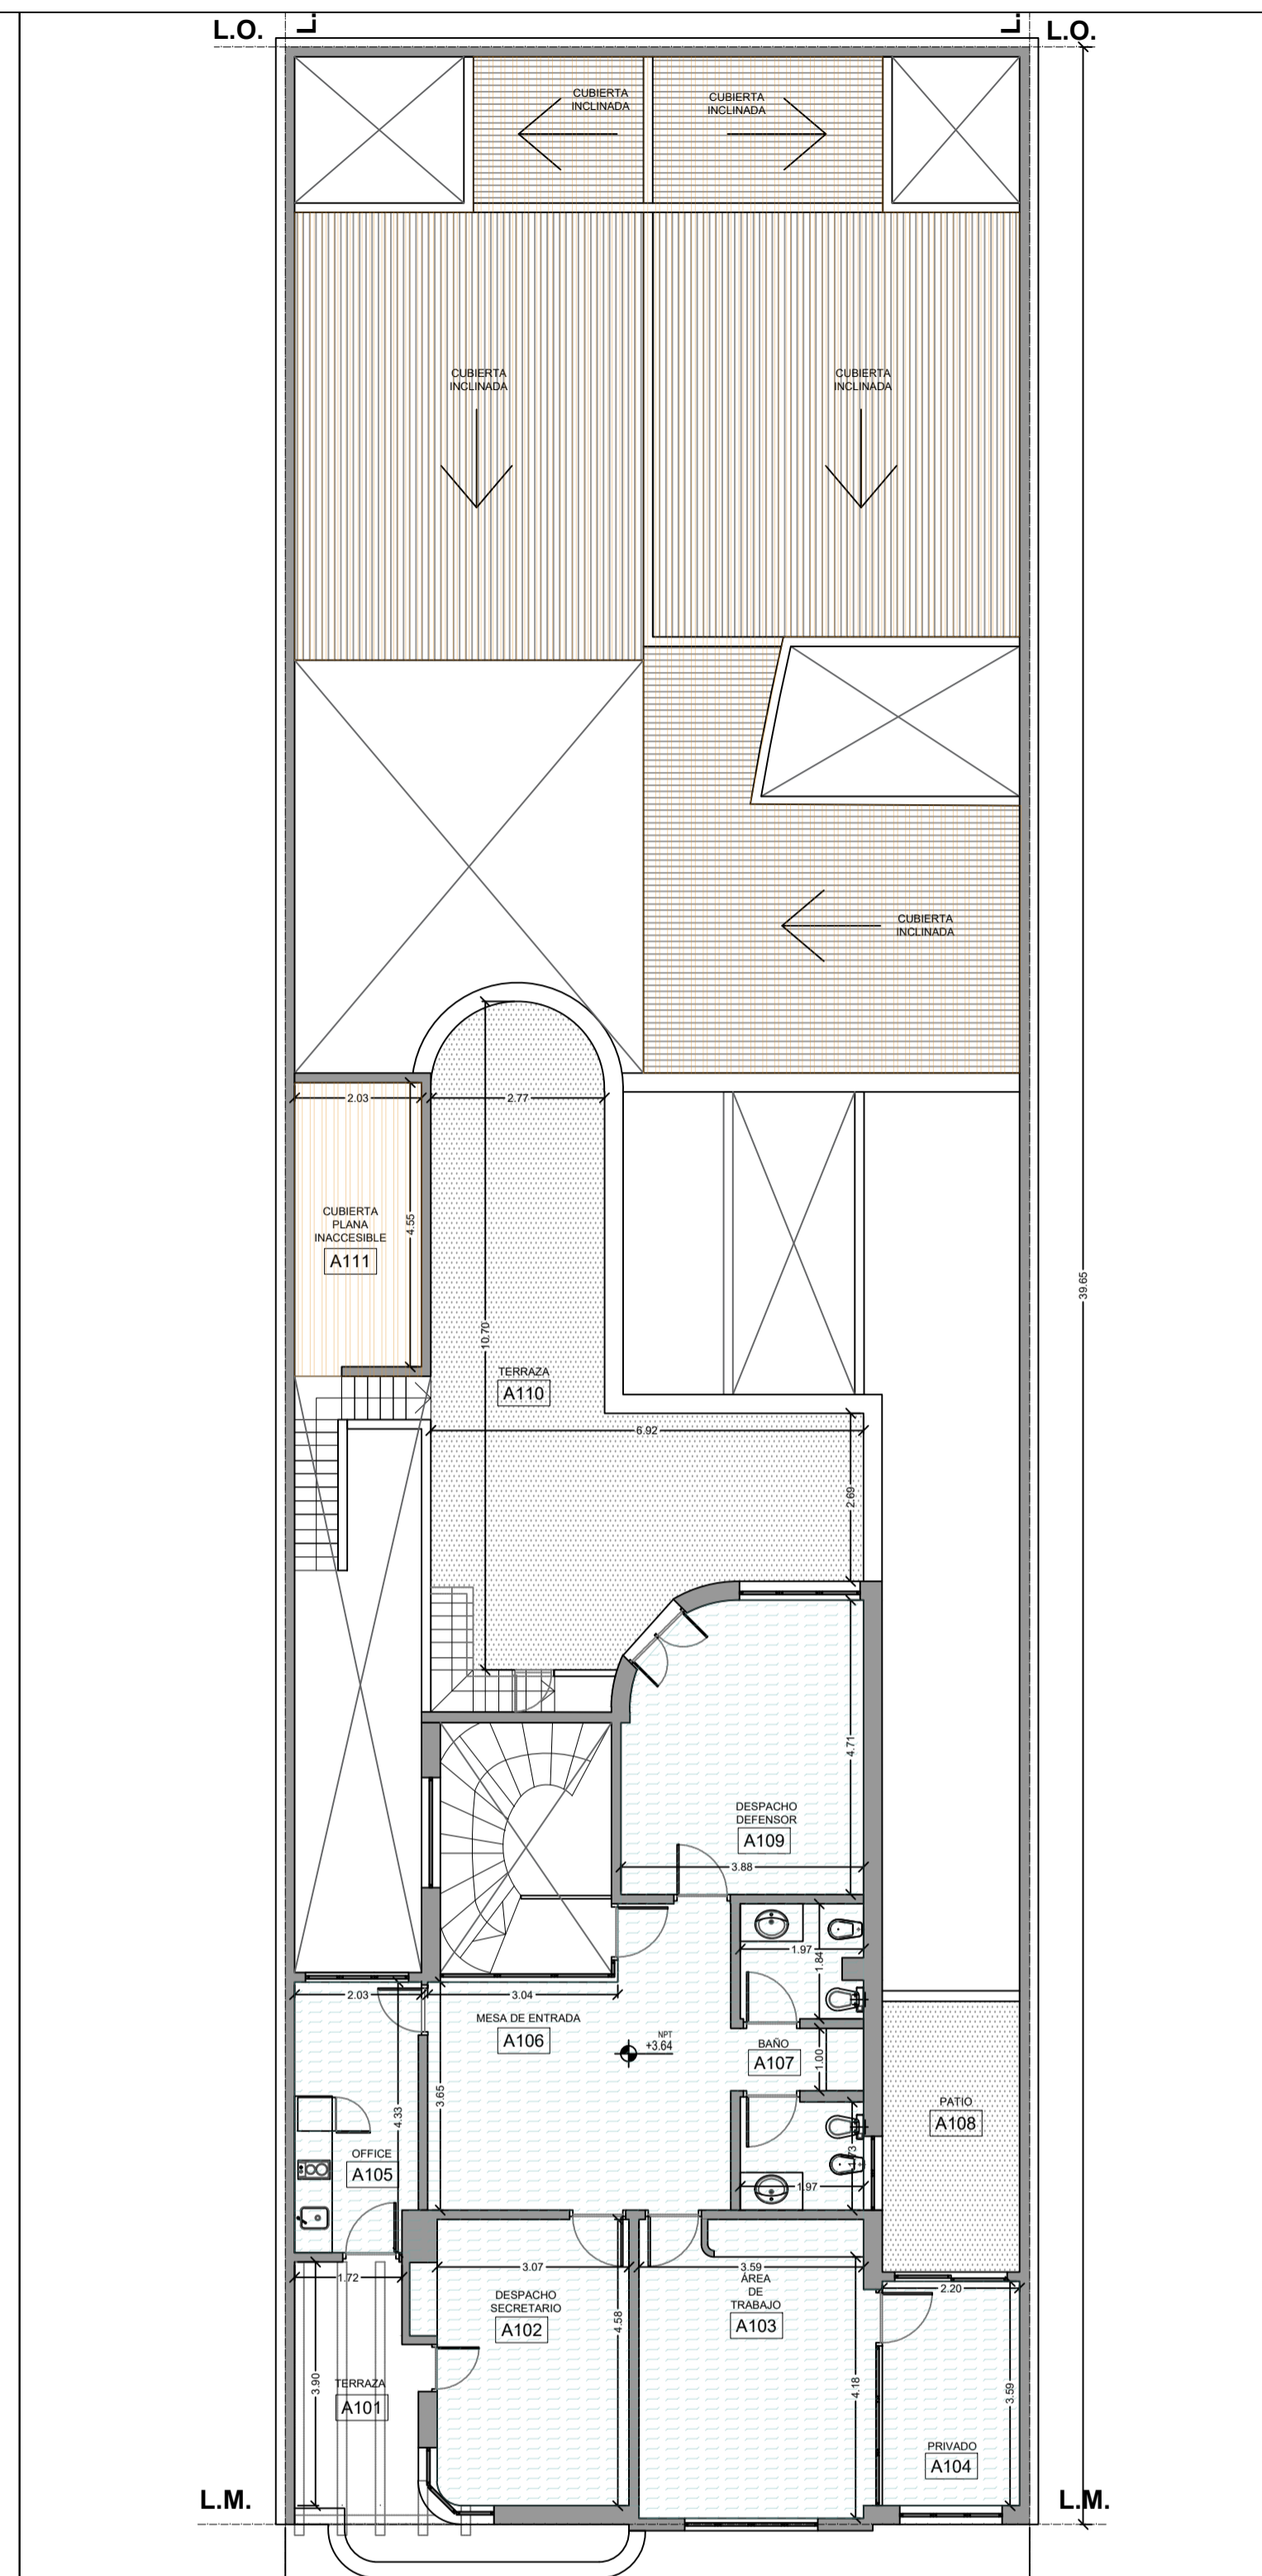 L.
L.
L.O.
L.O.
CUBIERTA
INCLINADA
CUBIERTA
INCLINADA
CUBIERTA
INCLINADA
CUBIERTA
INCLINADA
CUBIERTA
INCLINADA
2.03
2.77
CUBIERTA
PLANA
INACCESIBLE
A111
4.55
39.65
10.70
TERRAZA
A110
6.92
2.69
4.71
DESPACHO
DEFENSOR
A109
3.88
1.97
1.84
2.03
3.04
MESA DE ENTRADA
A106
NPT
+3.64
BAÑO
A107
1.00
3.65
4.33
PATIO
A108
OFFICE
A105
1.97
3.07
3.59
1.72
2.20
ÁREA
DE
TRABAJO
A103
DESPACHO
SECRETARIO
A102
4.58
4.18
3.90
TERRAZA
A101
3.59
PRIVADO
A104
L.M.
L.M.